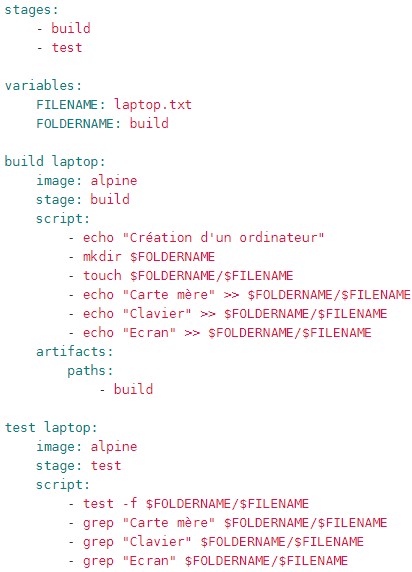 stages:
    - build
    - test

variables:
    FILENAME: laptop.txt
    FOLDERNAME: build

build laptop:
    image: alpine
    stage: build
    script:
        - echo "Création d'un ordinateur"
        - mkdir $FOLDERNAME
        - touch $FOLDERNAME/$FILENAME
        - echo "Carte mère" >> $FOLDERNAME/$FILENAME
        - echo "Clavier" >> $FOLDERNAME/$FILENAME
        - echo "Ecran" >> $FOLDERNAME/$FILENAME
    artifacts:
        paths:
            - build

test laptop:
    image: alpine
    stage: test
    script:
        - test -f $FOLDERNAME/$FILENAME
        - grep "Carte mère" $FOLDERNAME/$FILENAME
        - grep "Clavier" $FOLDERNAME/$FILENAME
        - grep "Ecran" $FOLDERNAME/$FILENAME